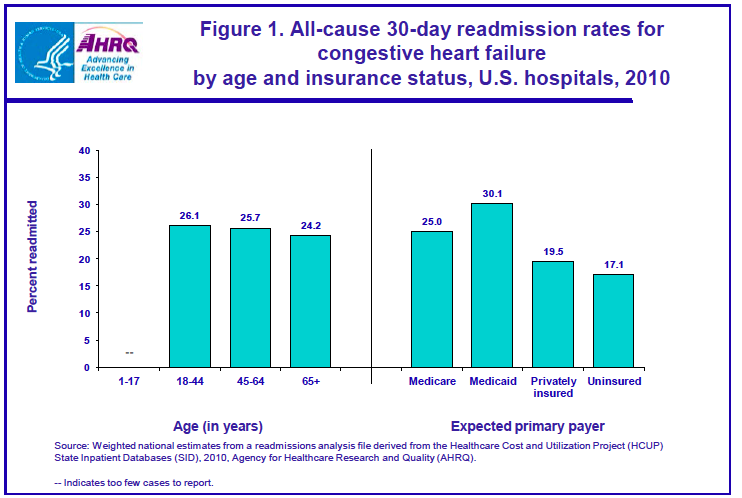 AHRQ
Advancing
Excellence in
Health Care
Figure 1. All-cause 30-day readmission rates for
congestive heart failure
by age and insurance status, U.S. hospitals, 2010
Percent readmitted
40
35
30
25
20
15
10
5
0
--
26.1
25.7
24.2
25.0
30.1
19.5
17.1
1-17
18-44
45-64
65+
Medicare
Medicaid
Privately
insured
Uninsured
Age (in years)
Expected primary payer
Source: Weighted national estimates from a readmissions analysis file derived from the Healthcare Cost and Utilization Project (HCUP)
State Inpatient Databases (SID), 2010, Agency for Healthcare Research and Quality (AHRQ).
-- Indicates too few cases to report.